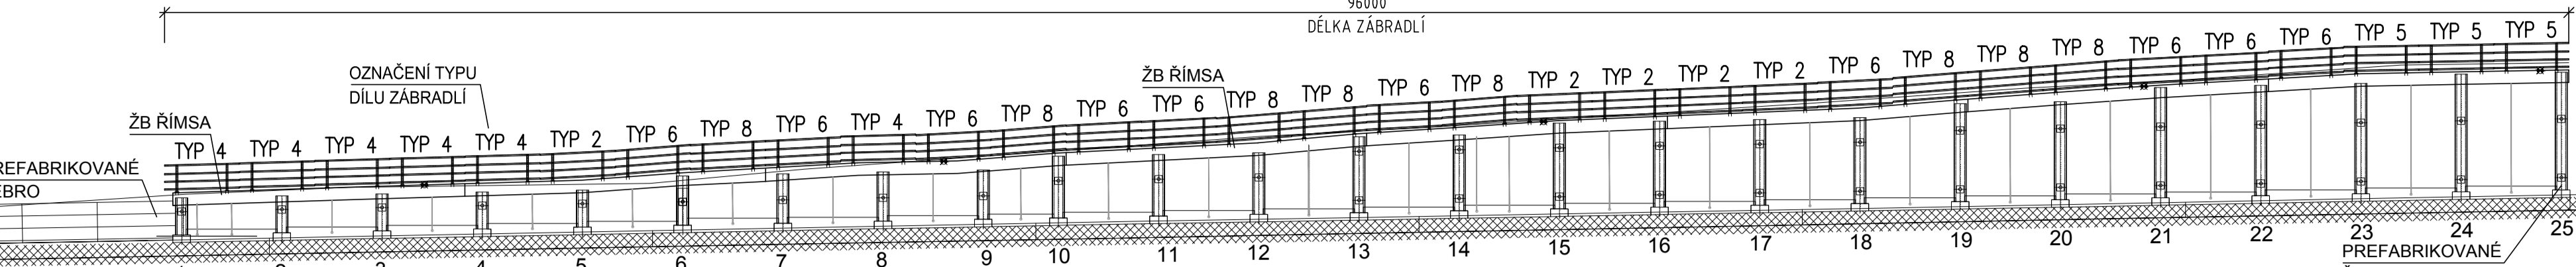 96000
DÉLKA ZÁBRADLÍ
OZNAČENÍ TYPU
DÍLU ZÁBRADLÍ
ŽB ŘÍMSA
ŽB ŘÍMSA
REFABRIKOVANÉ
EBRO
TYP 4 TYP 4 TYP 4 TYP 4 TYP 4 TYP 2 TYP 6 TYP 8 TYP 6 TYP 4 TYP 6 TYP 8 TYP 6 TYP 6 TYP 8 TYP 8 TYP 6 TYP 8 TYP 2 TYP 2 TYP 2 TYP 2 TYP 6 TYP 8 TYP 8 TYP 8 TYP 6 TYP 6 TYP 6 TYP 5 TYP 5 TYP 5
2 3 4 5 6 7 8 9 10 11 12 13 14 15 16 17 18 19 20 21 22 23 24 25
PREFABRIKOVANÉ